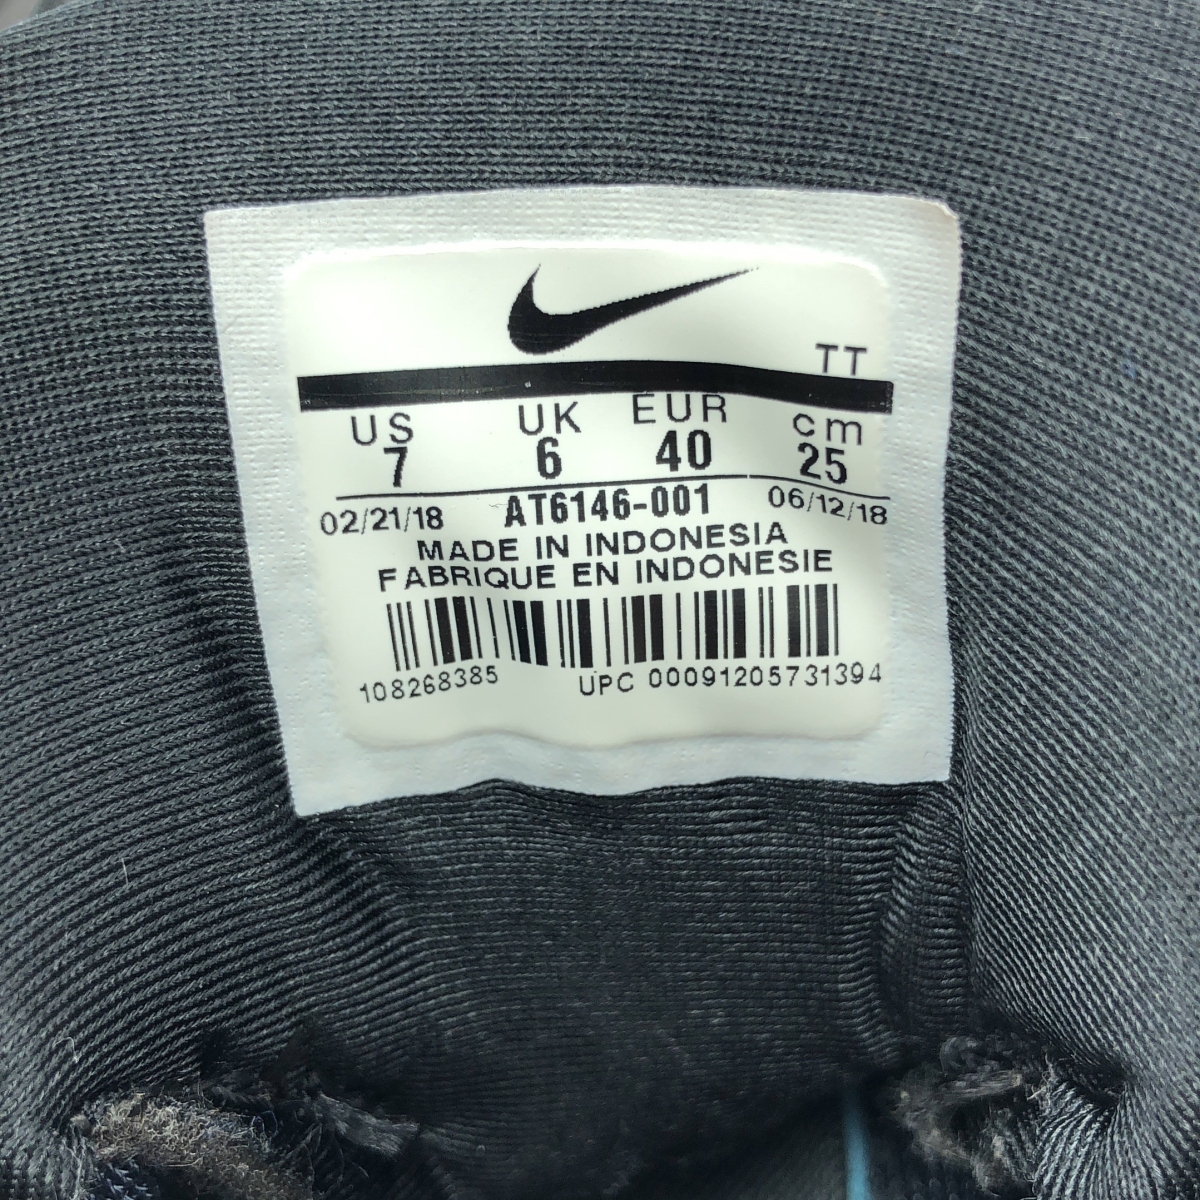 TT
US UK EUR cm
7 6 40 25
02/21/18 AT6146-001 06/12/18
MADE IN INDONESIA
FABRIQUE EN INDONESIE
108268385 UPC 00091205731394